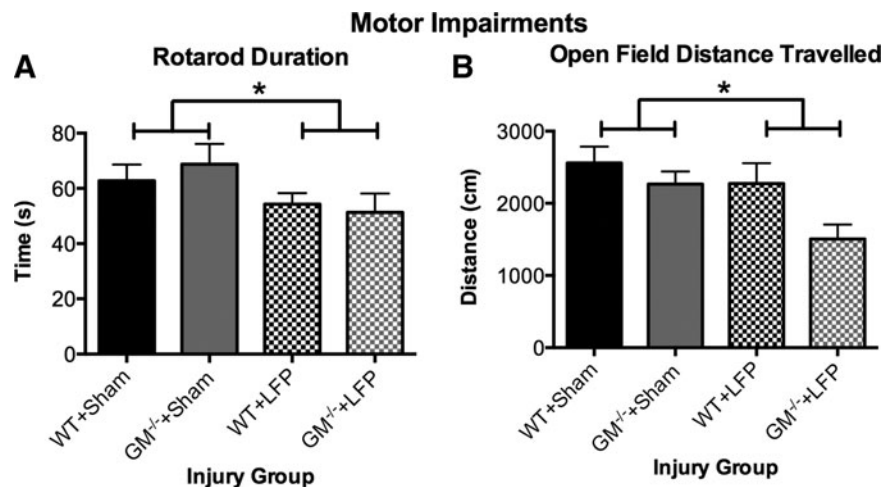 Motor Impairments
A
Rotarod Duration
*
80
60
40
20
0
Time (s)
WT+Sham
GM-/-+Sham
WT+LFP
GM-/-+LFP
Injury Group
B
Open Field Distance Travelled
*
3000
2000
1000
0
Distance (cm)
WT+Sham
GM-/-+Sham
WT+LFP
GM-/-+LFP
Injury Group